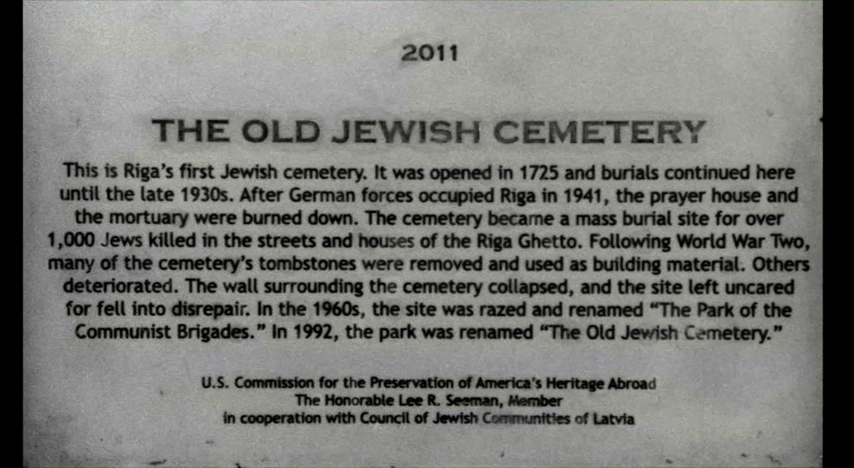 2011
THE OLD JEWISH CEMETERY
This is Riga's first Jewish cemetery. It was opened in 1725 and burials continued here
until the late 1930s. After German forces occupied Riga in 1941, the prayer house and
the mortuary were burned down. The cemetery became a mass burial site for over
1,000 Jews killed in the streets and houses of the Riga Ghetto. Following World War Two,
many of the cemetery's tombstones were removed and used as building material. Others
deteriorated. The wall surrounding the cemetery collapsed, and the site left uncared
for fell into disrepair. In the 1960s, the site was razed and renamed “The Park of the
Communist Brigades.” In 1992, the park was renamed “The Old Jewish Cemetery.”
U.S. Commission for the Preservation of America's Heritage Abroad
The Honorable Lee R. Seeman, Member
in cooperation with Council of Jewish Communities of Latvia